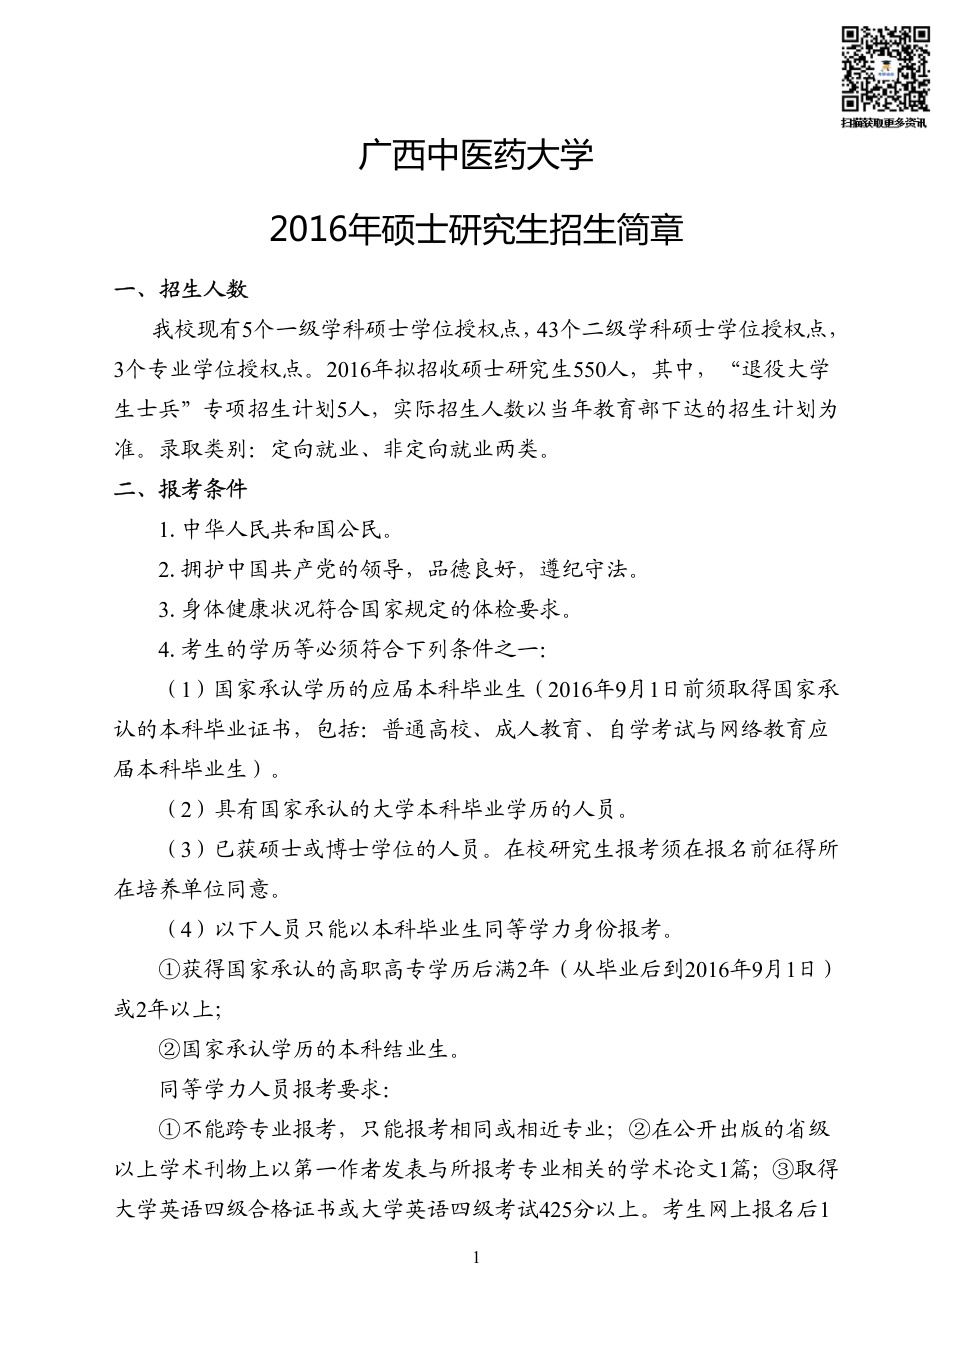 扫描获取更多资讯
广西中医药大学
2016年硕士研究生招生简章
一、招生人数
我校现有5个一级学科硕士学位授权点，43个二级学科硕士学位授权点，
3个专业学位授权点。2016年拟招收硕士研究生550人，其中，“退役大学
生士兵”专项招生计划5人，实际招生人数以当年教育部下达的招生计划为
准。录取类别：定向就业、非定向就业两类。
二、报考条件
1. 中华人民共和国公民。
2. 拥护中国共产党的领导，品德良好，遵纪守法。
3. 身体健康状况符合国家规定的体检要求。
4. 考生的学历等必须符合下列条件之一：
（1）国家承认学历的应届本科毕业生（2016年9月1日前须取得国家承
认的本科毕业证书，包括：普通高校、成人教育、自学考试与网络教育应
届本科毕业生）。
（2）具有国家承认的大学本科毕业学历的人员。
（3）已获硕士或博士学位的人员。在校研究生报考须在报名前征得所
在培养单位同意。
（4）以下人员只能以本科毕业生同等学力身份报考。
①获得国家承认的高职高专学历后满2年（从毕业后到2016年9月1日）
或2年以上；
②国家承认学历的本科结业生。
同等学力人员报考要求：
①不能跨专业报考，只能报考相同或相近专业；②在公开出版的省级
以上学术刊物上以第一作者发表与所报考专业相关的学术论文1篇；③取得
大学英语四级合格证书或大学英语四级考试425分以上。考生网上报名后1
1